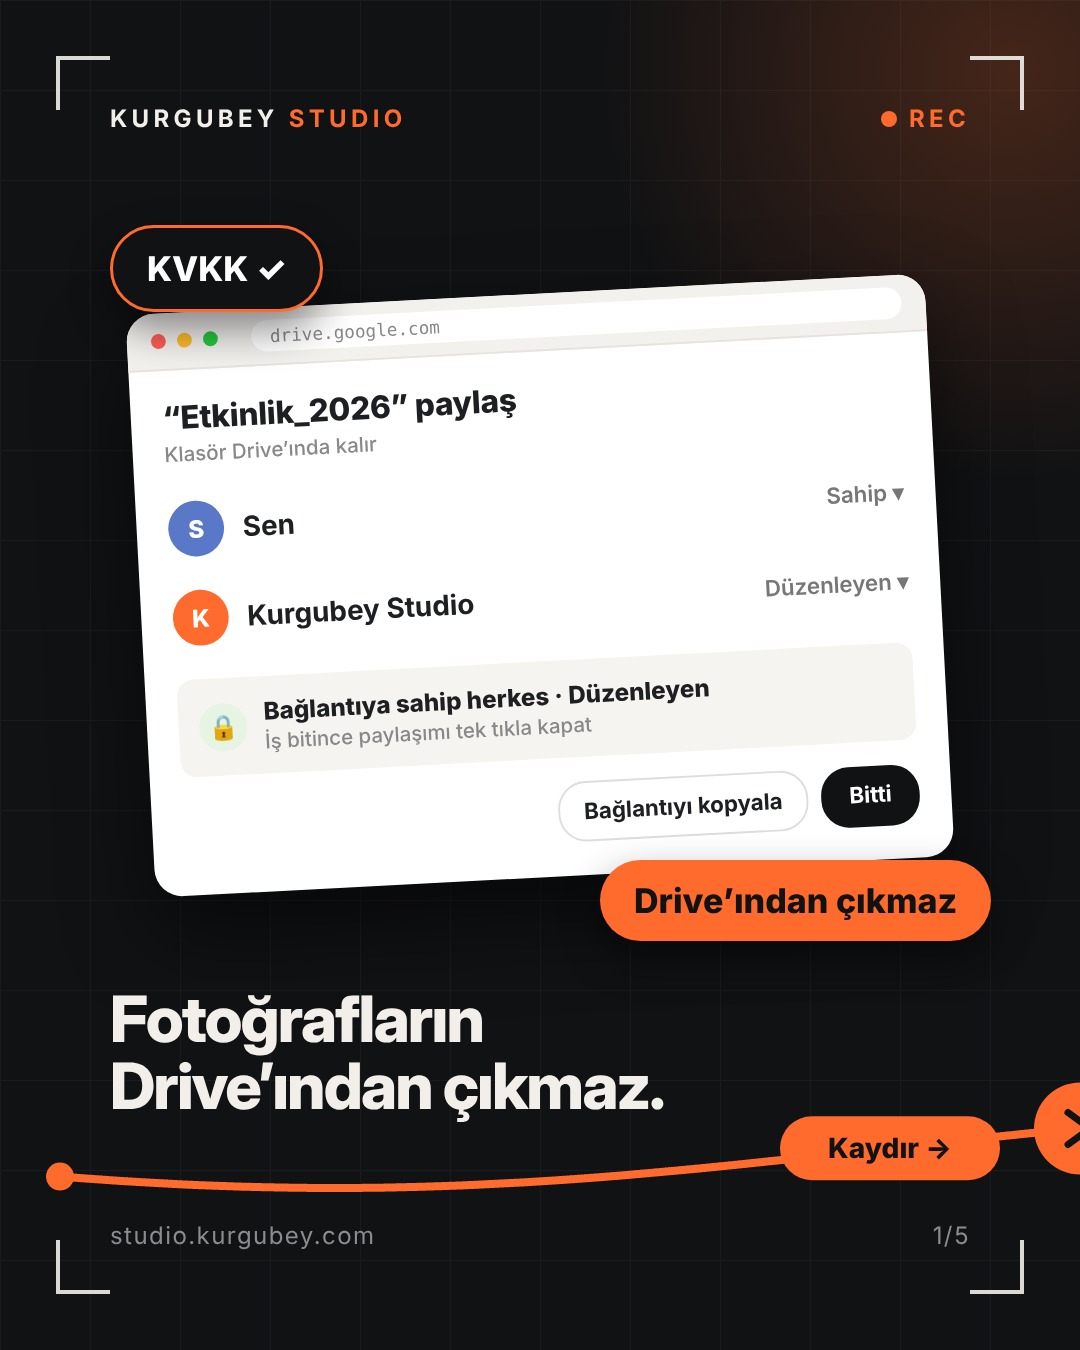 KURGUBEY STUDIO
REC
KVKK ✓
drive.google.com
“Etkinlik_2026” paylaş
Klasör Drive’ında kalır
S Sen
Sahip ▾
K Kurgubey Studio
Düzenleyen ▾
Bağlantıya sahip herkes · Düzenleyen
İş bitince paylaşımı tek tıkla kapat
Bağlantıyı kopyala
Bitti
Drive’ından çıkmaz
Fotoğrafların
Drive’ından çıkmaz.
Kaydır →
studio.kurgubey.com
1/5